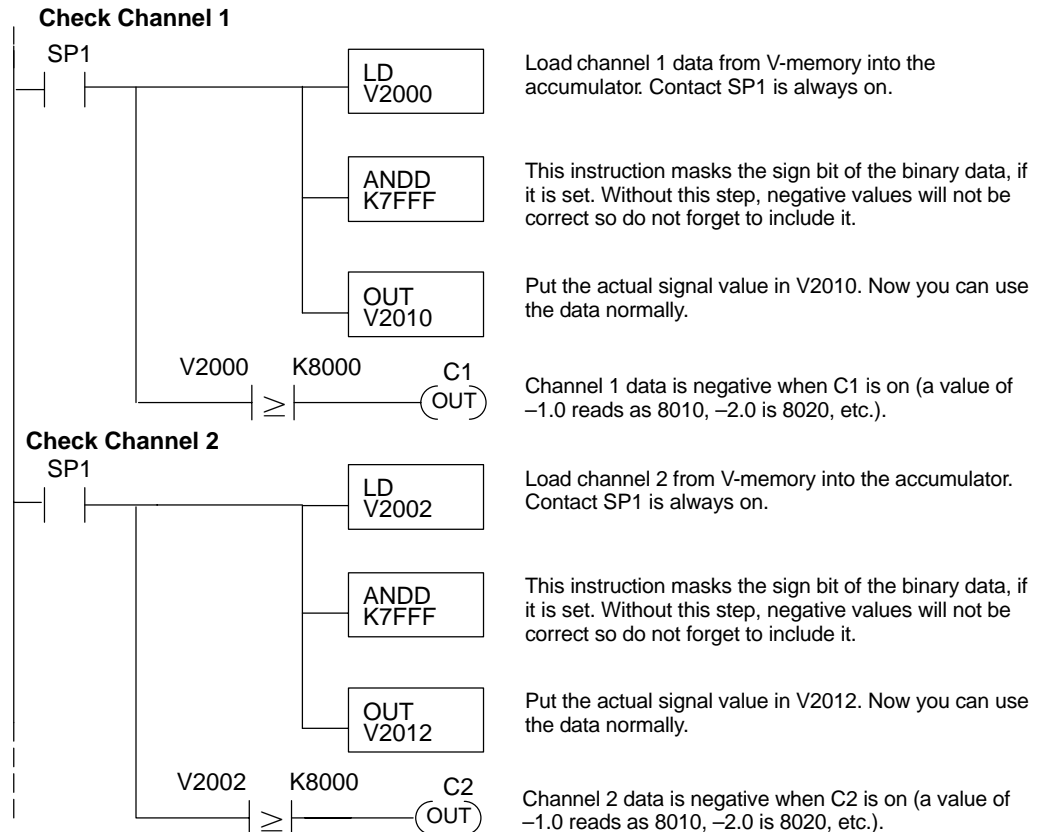 Check Channel 1
SP1
LD
V2000
Load channel 1 data from V-memory into the
accumulator. Contact SP1 is always on.
ANDD
K7FFF
This instruction masks the sign bit of the binary data, if
it is set. Without this step, negative values will not be
correct so do not forget to include it.
OUT
V2010
Put the actual signal value in V2010. Now you can use
the data normally.
V2000 K8000 C1
≥ OUT
Channel 1 data is negative when C1 is on (a value of
–1.0 reads as 8010, –2.0 is 8020, etc.).
Check Channel 2
SP1
LD
V2002
Load channel 2 from V-memory into the accumulator.
Contact SP1 is always on.
ANDD
K7FFF
This instruction masks the sign bit of the binary data, if
it is set. Without this step, negative values will not be
correct so do not forget to include it.
OUT
V2012
Put the actual signal value in V2012. Now you can use
the data normally.
V2002 K8000 C2
≥ OUT
Channel 2 data is negative when C2 is on (a value of
–1.0 reads as 8010, –2.0 is 8020, etc.).